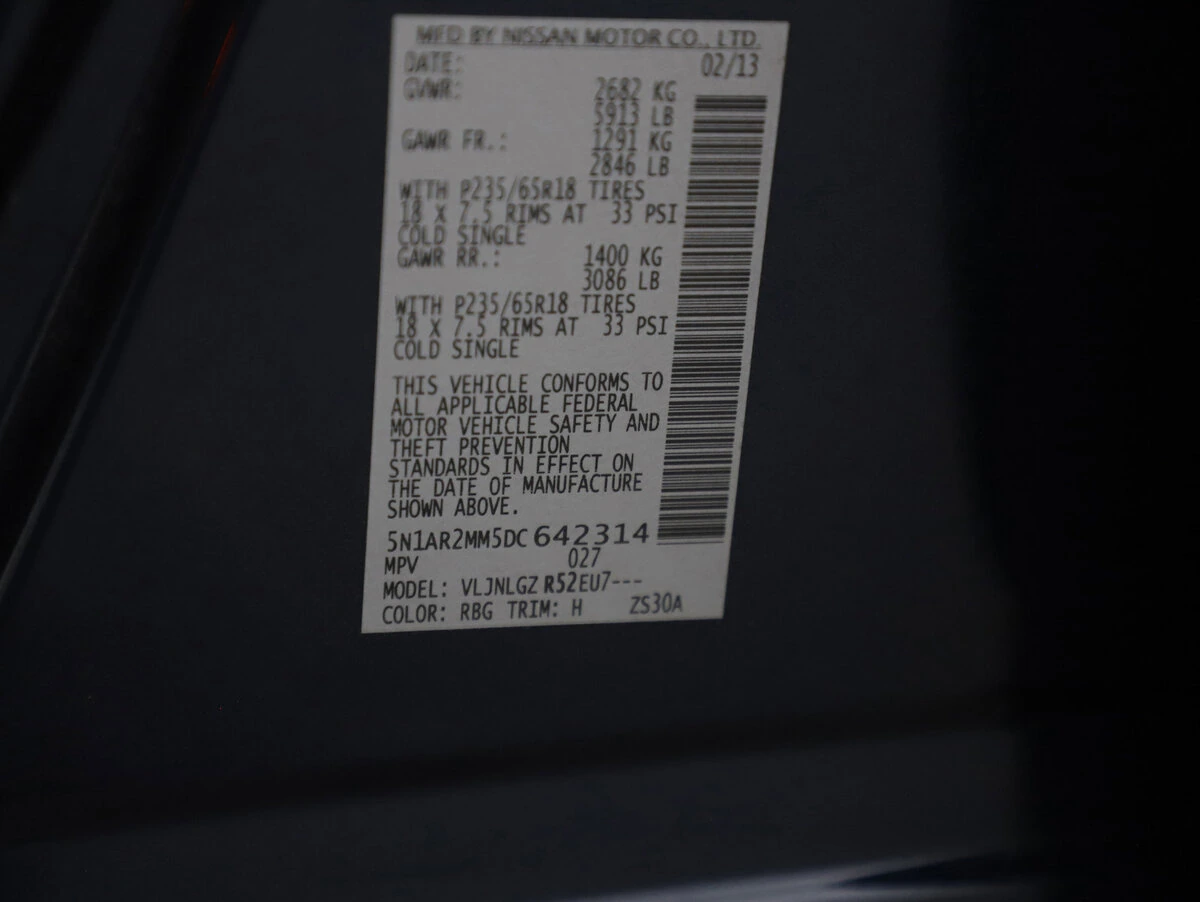 MFD BY NISSAN MOTOR CO., LTD.
DATE: 02/13
GVWR: 2682 KG
5913 LB
GAWR FR.: 1291 KG
2846 LB
WITH P235/65R18 TIRES
18 X 7.5 RIMS AT 33 PSI
COLD SINGLE
GAWR RR.: 1400 KG
3086 LB
WITH P235/65R18 TIRES
18 X 7.5 RIMS AT 33 PSI
COLD SINGLE
THIS VEHICLE CONFORMS TO
ALL APPLICABLE FEDERAL
MOTOR VEHICLE SAFETY AND
THEFT PREVENTION
STANDARDS IN EFFECT ON
THE DATE OF MANUFACTURE
SHOWN ABOVE.
5N1AR2MM5DC642314
MPV 027
MODEL: VLJNLGZ R52EU7---
COLOR: RBG TRIM: H ZS30A